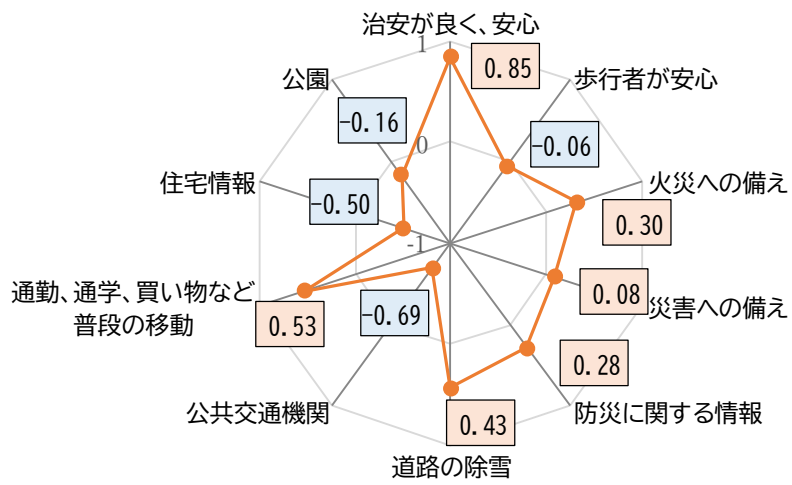 治安が良く、安心
1
0.85
公園
歩行者が安心
-0.16
-0.06
0
住宅情報
火災への備え
-0.50
0.30
-1
通勤、通学、買い物など
普段の移動
0.53
0.08
災害への備え
-0.69
0.28
公共交通機関
0.43
防災に関する情報
道路の除雪